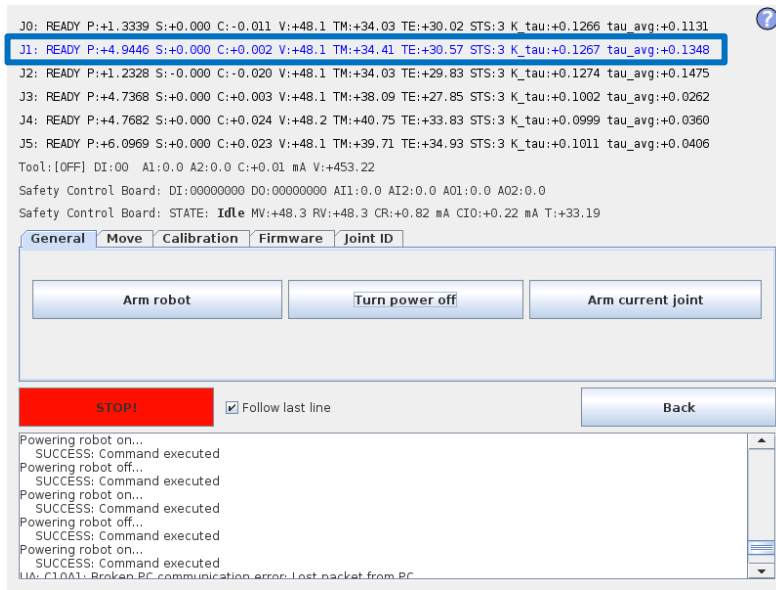 J0: READY P:+1.3339 S:+0.000 C:-0.011 V:+48.1 TM:+34.03 TE:+30.02 STS:3 K_tau:+0.1266 tau_avg:+0.1131
?
J1: READY P:+4.9446 S:+0.000 C:+0.002 V:+48.1 TM:+34.41 TE:+30.57 STS:3 K_tau:+0.1267 tau_avg:+0.1348
J2: READY P:+1.2328 S:-0.000 C:-0.020 V:+48.1 TM:+34.03 TE:+29.83 STS:3 K_tau:+0.1274 tau_avg:+0.1475
J3: READY P:+4.7368 S:+0.000 C:+0.003 V:+48.1 TM:+38.09 TE:+27.85 STS:3 K_tau:+0.1002 tau_avg:+0.0262
J4: READY P:+4.7682 S:+0.000 C:+0.024 V:+48.2 TM:+40.75 TE:+33.83 STS:3 K_tau:+0.0999 tau_avg:+0.0360
J5: READY P:+6.0969 S:+0.000 C:+0.023 V:+48.1 TM:+39.71 TE:+34.93 STS:3 K_tau:+0.1011 tau_avg:+0.0406
Tool:[OFF] DI:00 A1:0.0 A2:0.0 C:+0.01 mA V:+453.22
Safety Control Board: DI:00000000 DO:00000000 AI1:0.0 AI2:0.0 AO1:0.0 AO2:0.0
Safety Control Board: STATE: Idle MV:+48.3 RV:+48.3 CR:+0.82 mA CIO:+0.22 mA T:+33.19
General Move Calibration Firmware Joint ID
Arm robot Turn power off Arm current joint
STOP! Follow last line Back
Powering robot on...
SUCCESS: Command executed
Powering robot off...
SUCCESS: Command executed
Powering robot on...
SUCCESS: Command executed
Powering robot off...
SUCCESS: Command executed
Powering robot on...
SUCCESS: Command executed
UA: C10A1: Broken PC communication error: Lost packet from PC